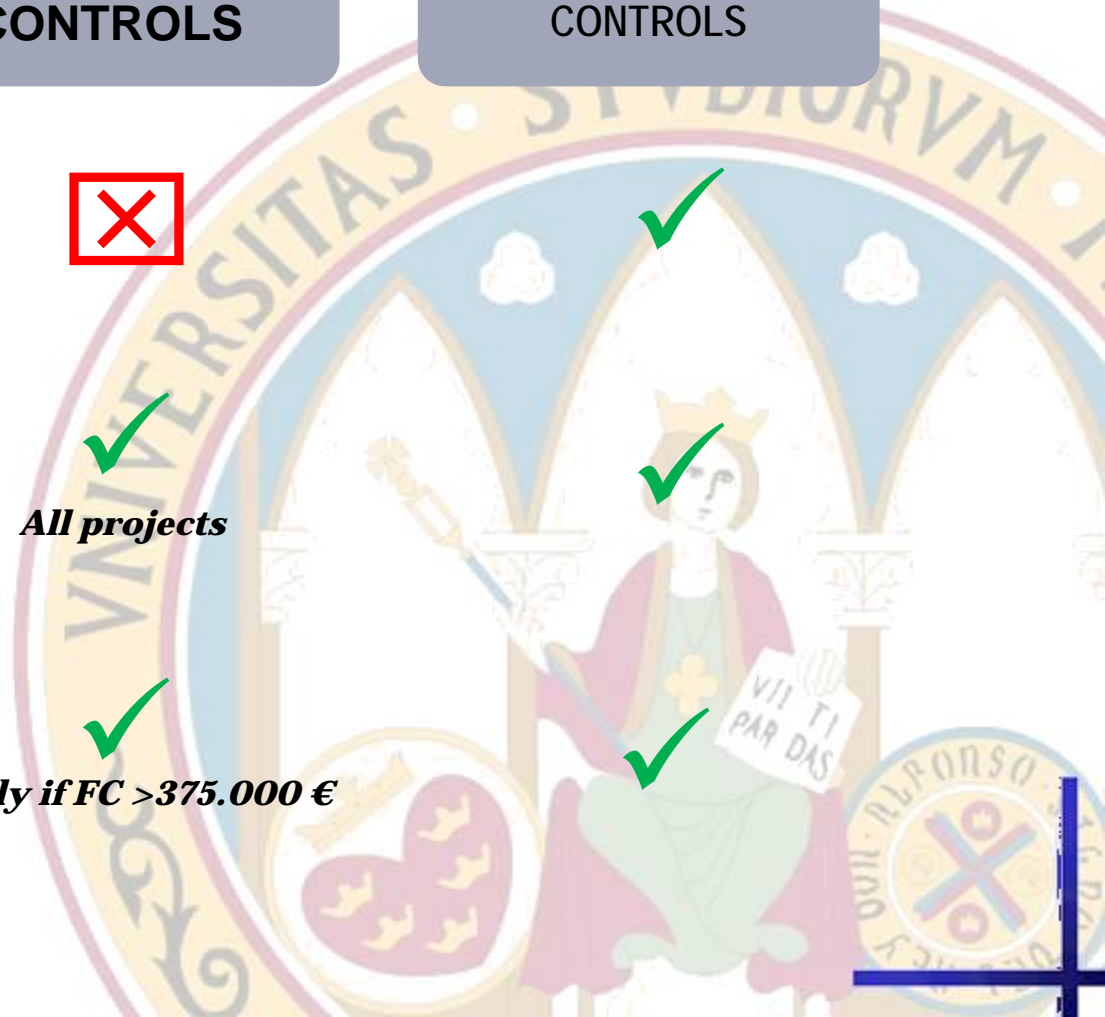 CONTROLS
CONTROLS
VNIVERSITAS · STVDIORVM
All projects
VII TI
PAR DAS
ly if FC >375.000 €